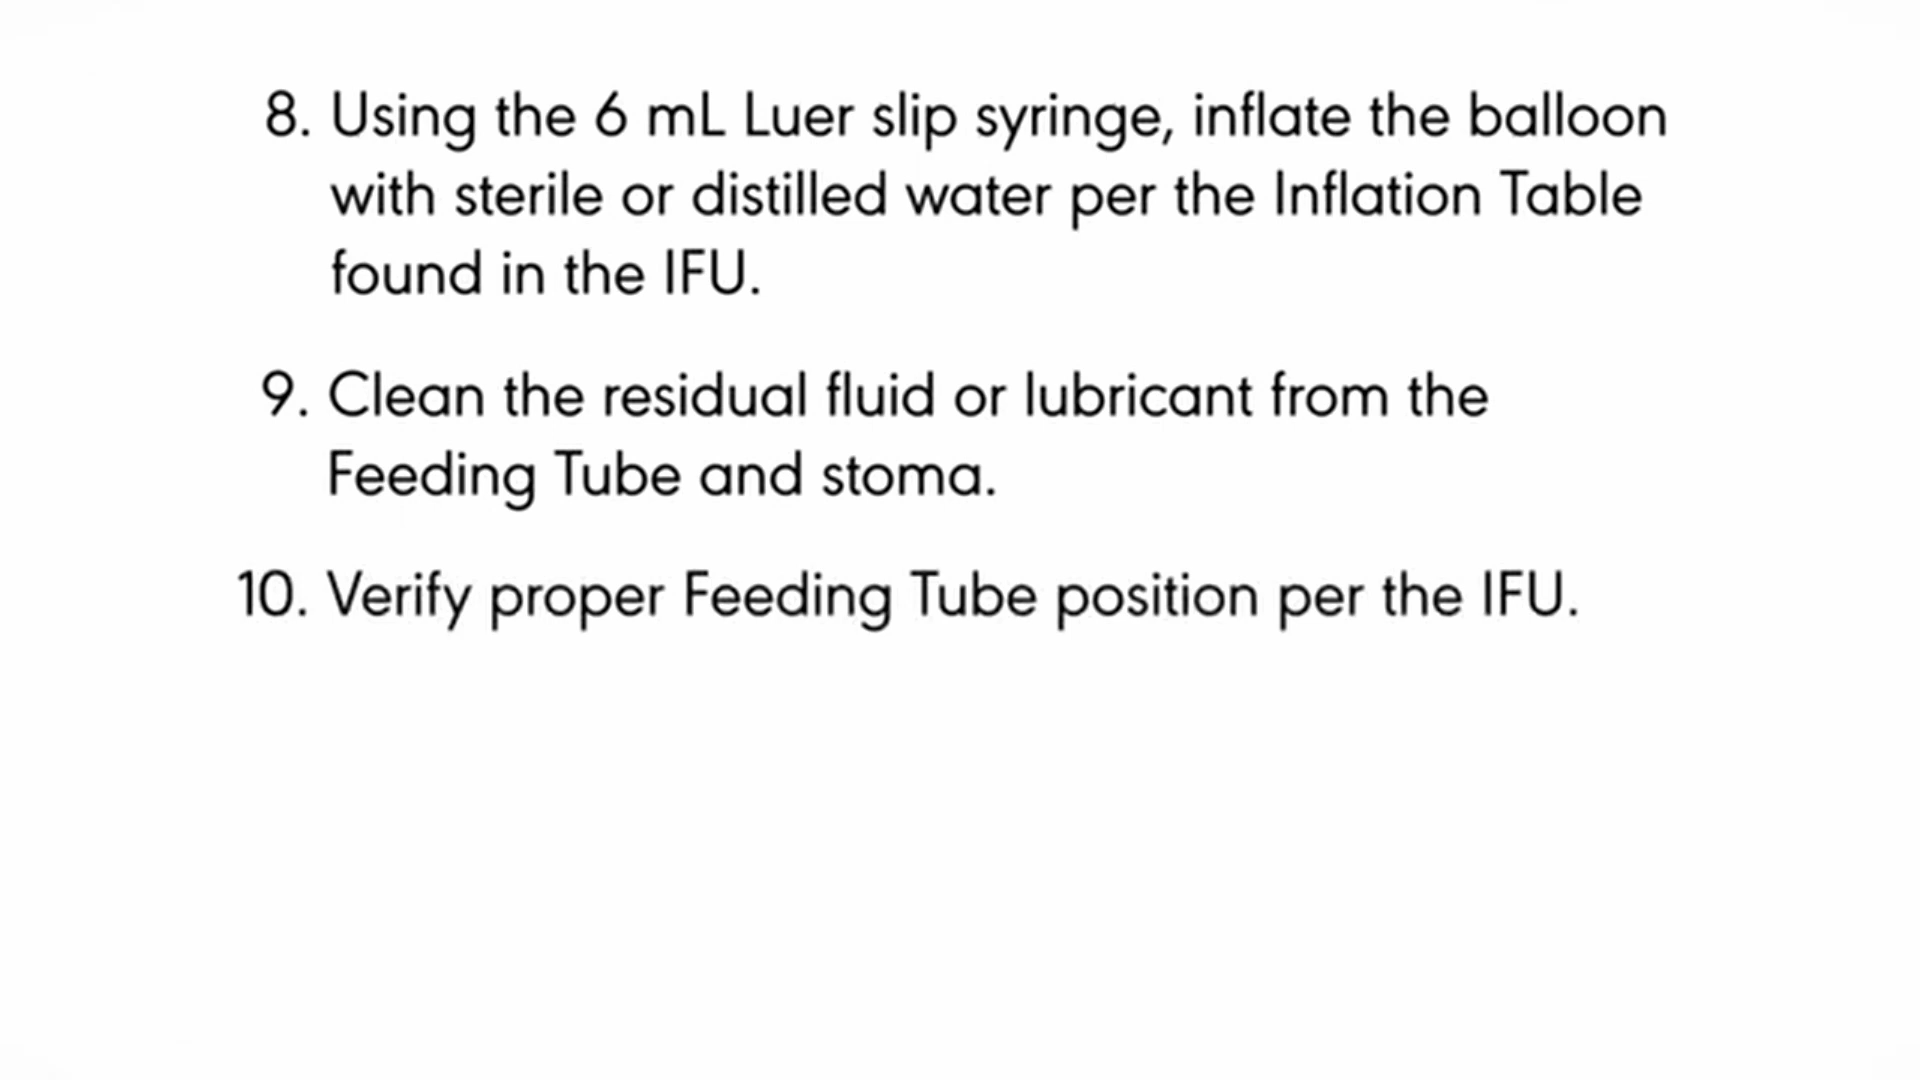 8. Using the 6 mL Luer slip syringe, inflate the balloon
with sterile or distilled water per the Inflation Table
found in the IFU.
9. Clean the residual fluid or lubricant from the
Feeding Tube and stoma.
10. Verify proper Feeding Tube position per the IFU.